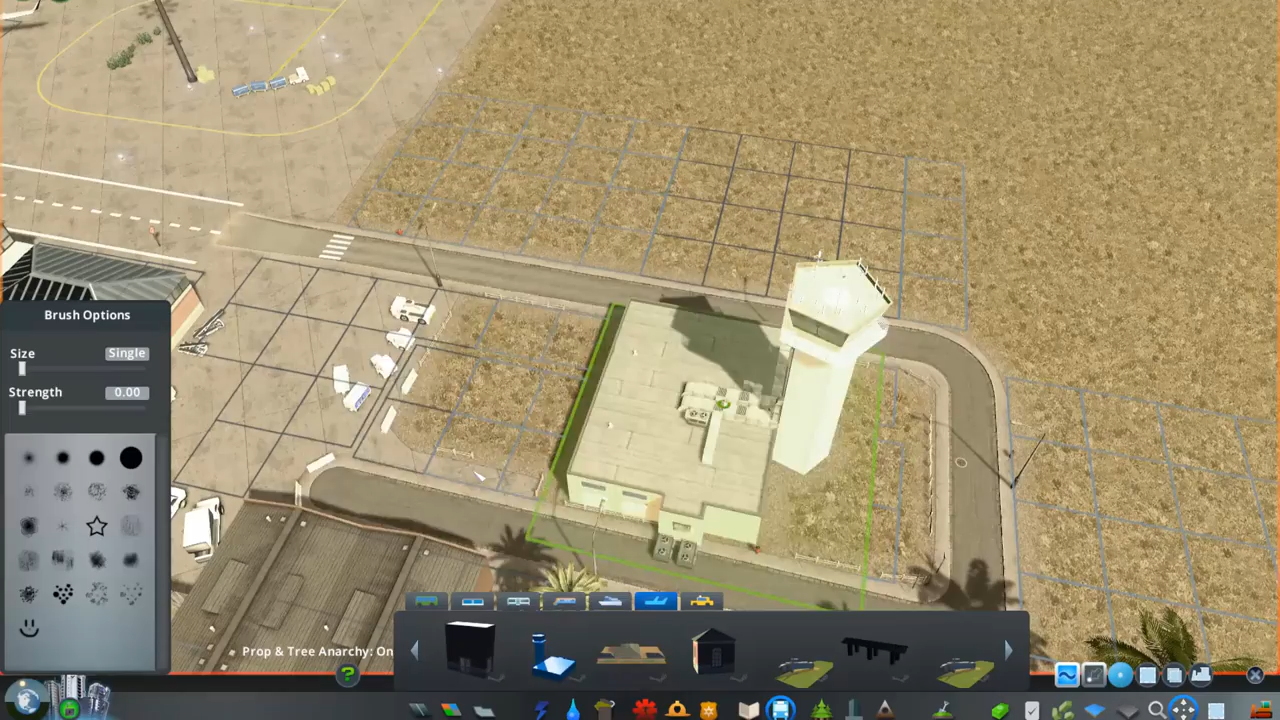 Brush Options
Size Single
Strength 0.00
Prop & Tree Anarchy: On
?